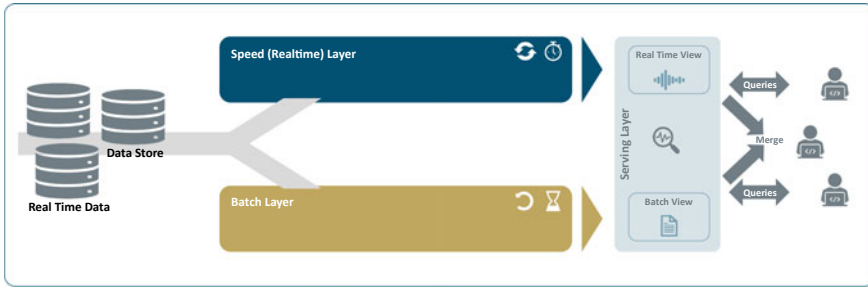 Speed (Realtime) Layer
Real Time View
Queries
Data Store
Real Time Data
Serving Layer
Merge
Batch Layer
Batch View
Queries